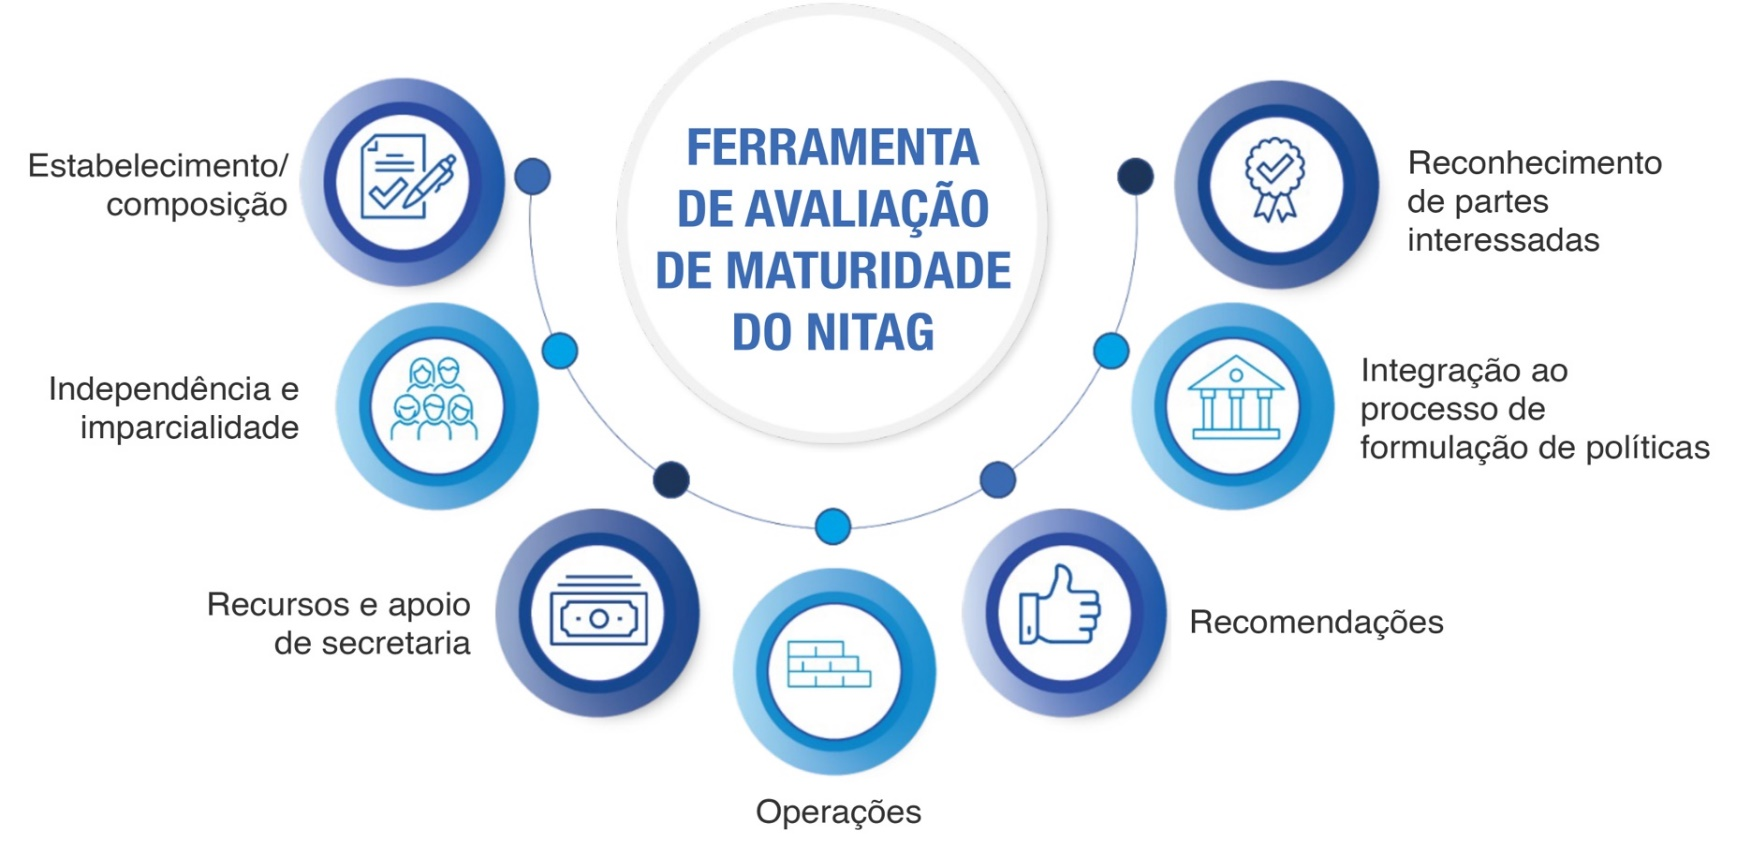 FERRAMENTA
DE AVALIAÇÃO
DE MATURIDADE
DO NITAG
Estabelecimento/
composição
Independência e
imparcialidade
Recursos e apoio
de secretaria
Operações
Recomendações
Integração ao
processo de
formulação de políticas
Reconhecimento
de partes
interessadas